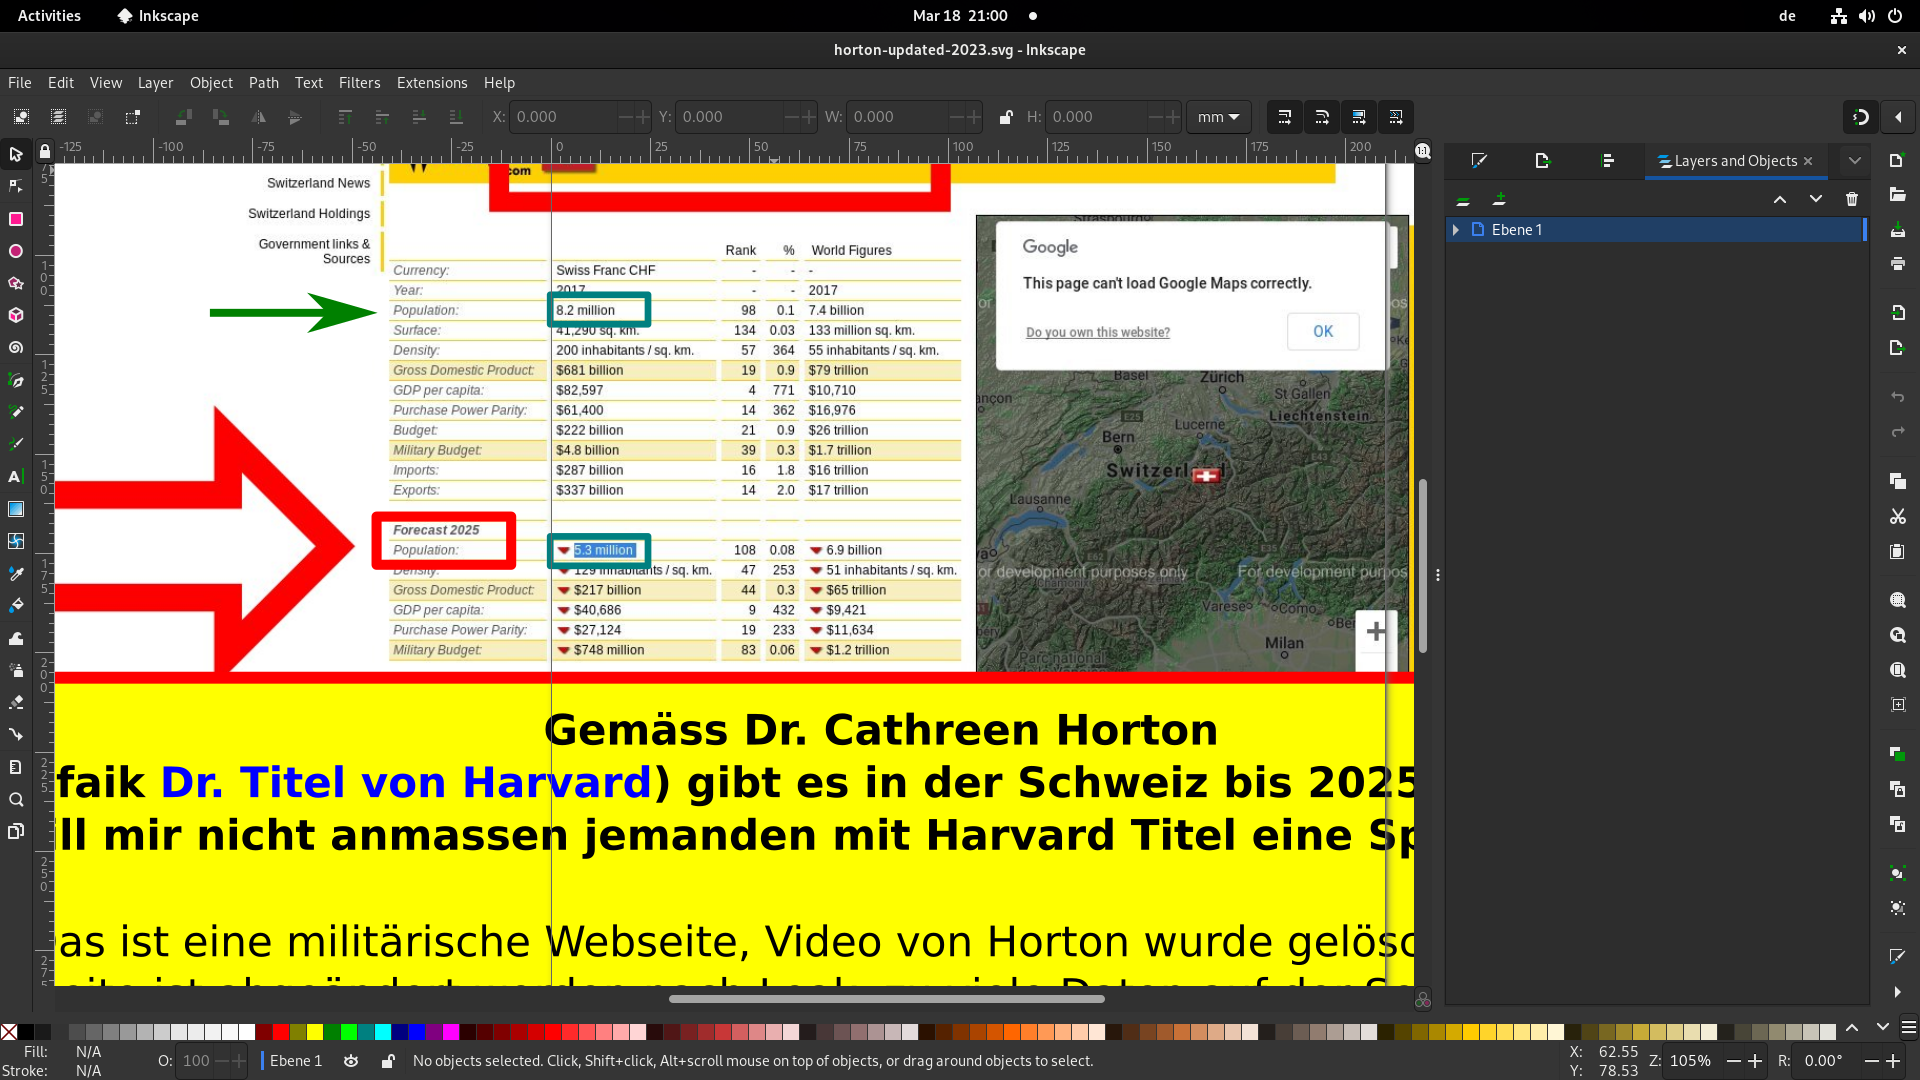 Activities Inkscape Mar 18 21:00 de
horton-updated-2023.svg - Inkscape
File Edit View Layer Object Path Filters Extensions Text Help
X: 0.000 Y: 0.000 W: 0.000 H: 0.000 mm
-125 -100 -75 -50 -25 0 25 50 75 100 125 150 175 200
Layers and Objects
Ebene 1
com
Switzerland News
Switzerland Holdings
Government links &
Sources
Rank % World Figures
Currency: Swiss Franc CHF - - -
Year: 2017 - - 2017
Population: 8.2 million 98 0.1 7.4 billion
Surface: 41,290 sq. km. 134 0.03 133 million sq. km.
Density: 200 inhabitants / sq. km. 57 364 55 inhabitants / sq. km.
Gross Domestic Product: $681 billion 19 0.9 $79 trillion
GDP per capita: $82,597 4 771 $10,710
Purchase Power Parity: $61,400 14 362 $16,976
Budget: $222 billion 21 0.9 $26 trillion
Military Budget: $4.8 billion 39 0.3 $1.7 trillion
Imports: $287 billion 16 1.8 $16 trillion
Exports: $337 billion 14 2.0 $17 trillion
Forecast 2025
Population: 5.3 million 108 0.08 6.9 billion
Density: 129 inhabitants / sq. km. 47 253 51 inhabitants / sq. km.
Gross Domestic Product: $217 billion 44 0.3 $65 trillion
GDP per capita: $40,686 9 432 $9,421
Purchase Power Parity: $27,124 19 233 $11,634
Military Budget: $748 million 83 0.06 $1.2 trillion
Strasbourg
Google
This page can't load Google Maps correctly.
Do you own this website? OK
Basel
Zürich
St Gallen
E25
Liechtenstein
Lucerne
Bern
Switzerland
Lausanne
E62
E35
or development purposes only For development purpos
Chamonix
Varese Como
Milan
Parc national
Gemäss Dr. Cathreen Horton
faik Dr. Titel von Harvard) gibt es in der Schweiz bis 2025
ll mir nicht anmassen jemanden mit Harvard Titel eine Sp
as ist eine militärische Webseite, Video von Horton wurde gelösc
Fill: N/A
Stroke: N/A
O: 100 Ebene 1 No objects selected. Click, Shift+click, Alt+scroll mouse on top of objects, or drag around objects to select.
X: 62.55
Y: 78.53
Z: 105% R: 0.00°